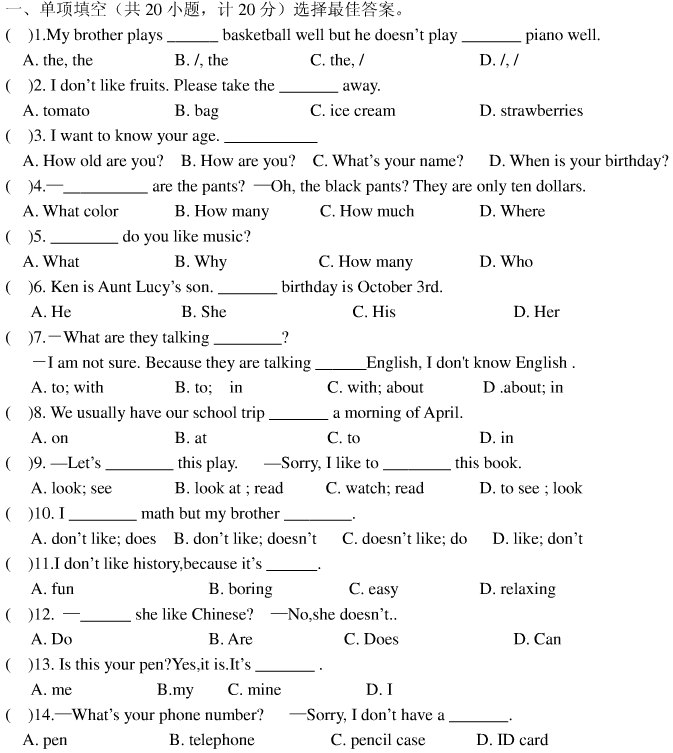 一、单项填空（共 20 小题，计 20 分）选择最佳答案。
( )1.My brother plays ______ basketball well but he doesn't play _______ piano well.
A. the, the B. /, the C. the, / D. /, /
( )2. I don't like fruits. Please take the _______ away.
A. tomato B. bag C. ice cream D. strawberries
( )3. I want to know your age. ___________
A. How old are you? B. How are you? C. What's your name? D. When is your birthday?
( )4.—__________ are the pants? —Oh, the black pants? They are only ten dollars.
A. What color B. How many C. How much D. Where
( )5. ________ do you like music?
A. What B. Why C. How many D. Who
( )6. Ken is Aunt Lucy's son. _______ birthday is October 3rd.
A. He B. She C. His D. Her
( )7.－What are they talking ________?
－I am not sure. Because they are talking ______English, I don't know English .
A. to; with B. to; in C. with; about D .about; in
( )8. We usually have our school trip _______ a morning of April.
A. on B. at C. to D. in
( )9. —Let's ________ this play. —Sorry, I like to ________ this book.
A. look; see B. look at ; read C. watch; read D. to see ; look
( )10. I ________ math but my brother ________.
A. don't like; does B. don't like; doesn't C. doesn't like; do D. like; don't
( )11.I don't like history,because it's ______.
A. fun B. boring C. easy D. relaxing
( )12. —______ she like Chinese? —No,she doesn't..
A. Do B. Are C. Does D. Can
( )13. Is this your pen?Yes,it is.It's _______ .
A. me B.my C. mine D. I
( )14.—What's your phone number? —Sorry, I don't have a _______.
A. pen B. telephone C. pencil case D. ID card